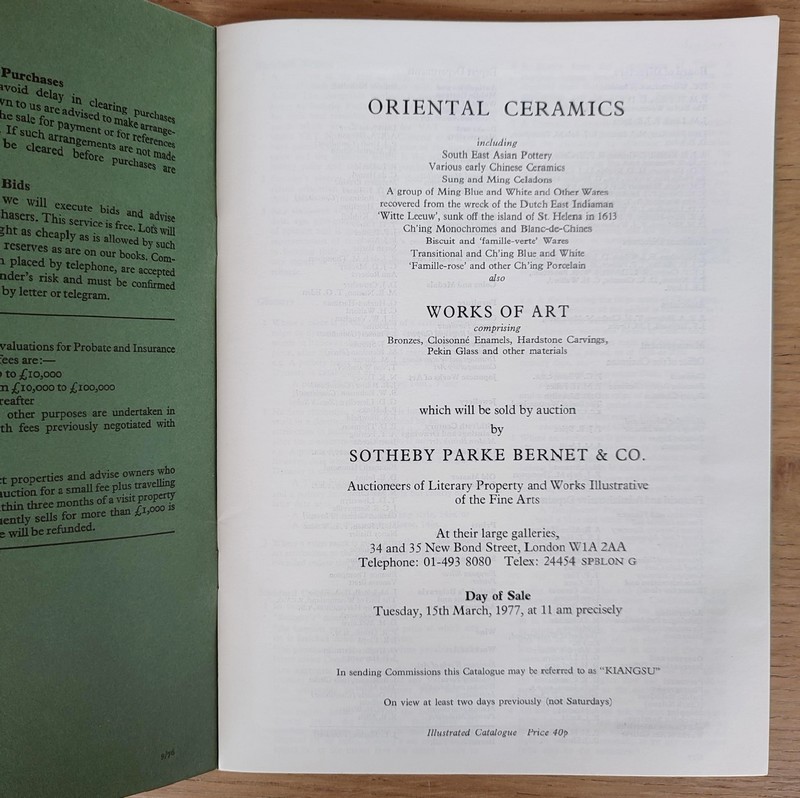 Purchases
avoid delay in clearing purchases
wn to us are advised to make arrange-
he sale for payment or for references
. If such arrangements are not made
be cleared before purchases are
Bids
we will execute bids and advise
hasers. This service is free. Lots will
ght as cheaply as is allowed by such
reserves as are on our books. Com-
placed by telephone, are accepted
nder's risk and must be confirmed
by letter or telegram.
valuations for Probate and Insurance
fees are:—
to £10,000
m £10,000 to £100,000
reafter
other purposes are undertaken in
th fees previously negotiated with
ct properties and advise owners who
auction for a small fee plus travelling
thin three months of a visit property
uently sells for more than £1,000 is
e will be refunded.
ORIENTAL CERAMICS
including
South East Asian Pottery
Various early Chinese Ceramics
Sung and Ming Celadons
A group of Ming Blue and White and Other Wares
recovered from the wreck of the Dutch East Indiaman
'Witte Leeuw', sunk off the island of St. Helena in 1613
Ch'ing Monochromes and Blanc-de-Chines
Biscuit and 'famille-verte' Wares
Transitional and Ch'ing Blue and White
'Famille-rose' and other Ch'ing Porcelain
also
WORKS OF ART
comprising
Bronzes, Cloisonné Enamels, Hardstone Carvings,
Pekin Glass and other materials
which will be sold by auction
by
SOTHEBY PARKE BERNET & CO.
Auctioneers of Literary Property and Works Illustrative
of the Fine Arts
At their large galleries,
34 and 35 New Bond Street, London W1A 2AA
Telephone: 01-493 8080 Telex: 24454 SPBLON G
Day of Sale
Tuesday, 15th March, 1977, at 11 am precisely
In sending Commissions this Catalogue may be referred to as "KIANGSU"
On view at least two days previously (not Saturdays)
Illustrated Catalogue Price 40p